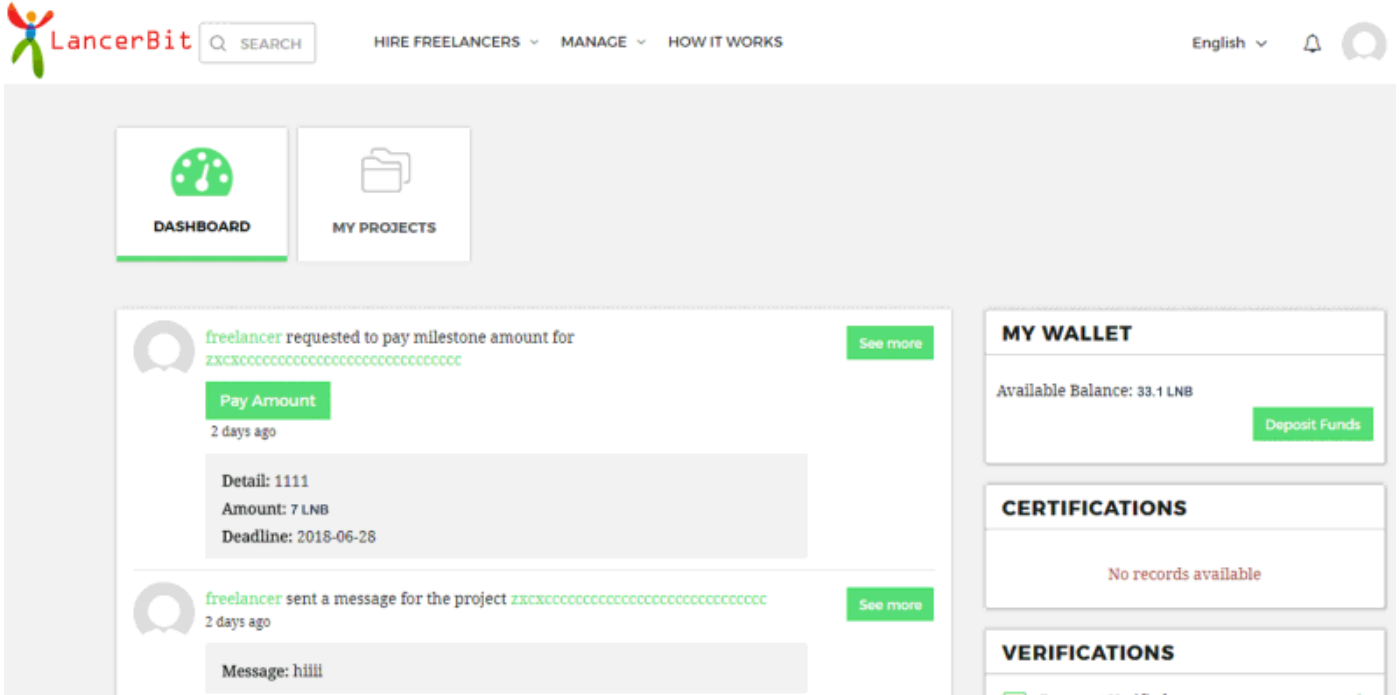 LancerBit
SEARCH
HIRE FREELANCERS
MANAGE
HOW IT WORKS
English
DASHBOARD
MY PROJECTS
freelancer requested to pay milestone amount for
See more
Pay Amount
2 days ago
Detail: 1111
Amount: 7 LNB
Deadline: 2018-06-28
freelancer sent a message for the project
See more
2 days ago
Message: hiiii
MY WALLET
Available Balance: 33.1 LNB
Deposit Funds
CERTIFICATIONS
No records available
VERIFICATIONS